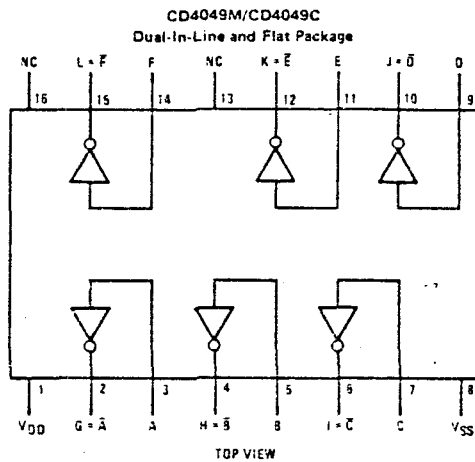 CD4049M/CD4049C
Dual-In-Line and Flat Package
NC L = F̅ F NC K = E̅ E J = D̅ D
16 15 14 13 12 11 10 9
1 2 3 4 5 6 7 8
VDD G = A̅ A H = B̅ B I = C̅ C VSS
TOP VIEW